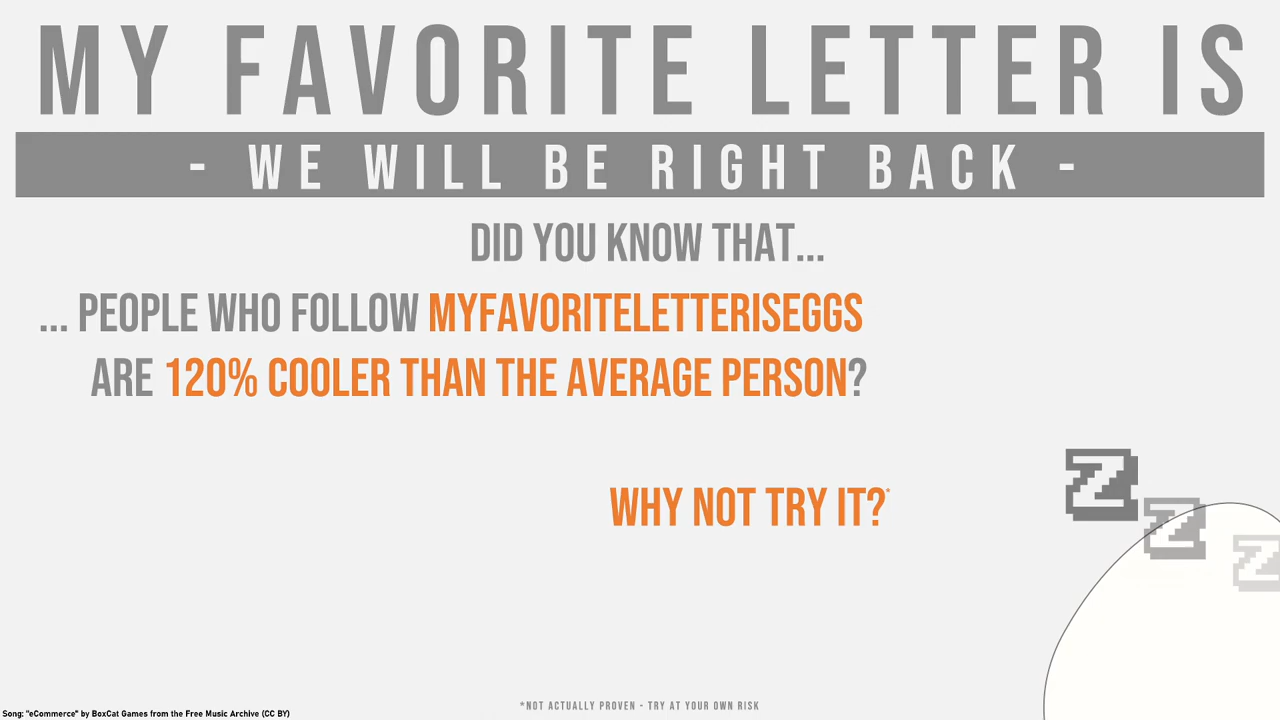 MY FAVORITE LETTER IS
- WE WILL BE RIGHT BACK -
DID YOU KNOW THAT...
... PEOPLE WHO FOLLOW MYFAVORITELETTERISEGGS
ARE 120% COOLER THAN THE AVERAGE PERSON?
WHY NOT TRY IT?*
Z
Z
Z
*NOT ACTUALLY PROVEN - TRY AT YOUR OWN RISK
Song: "eCommerce" by BoxCat Games from the Free Music Archive (CC BY)